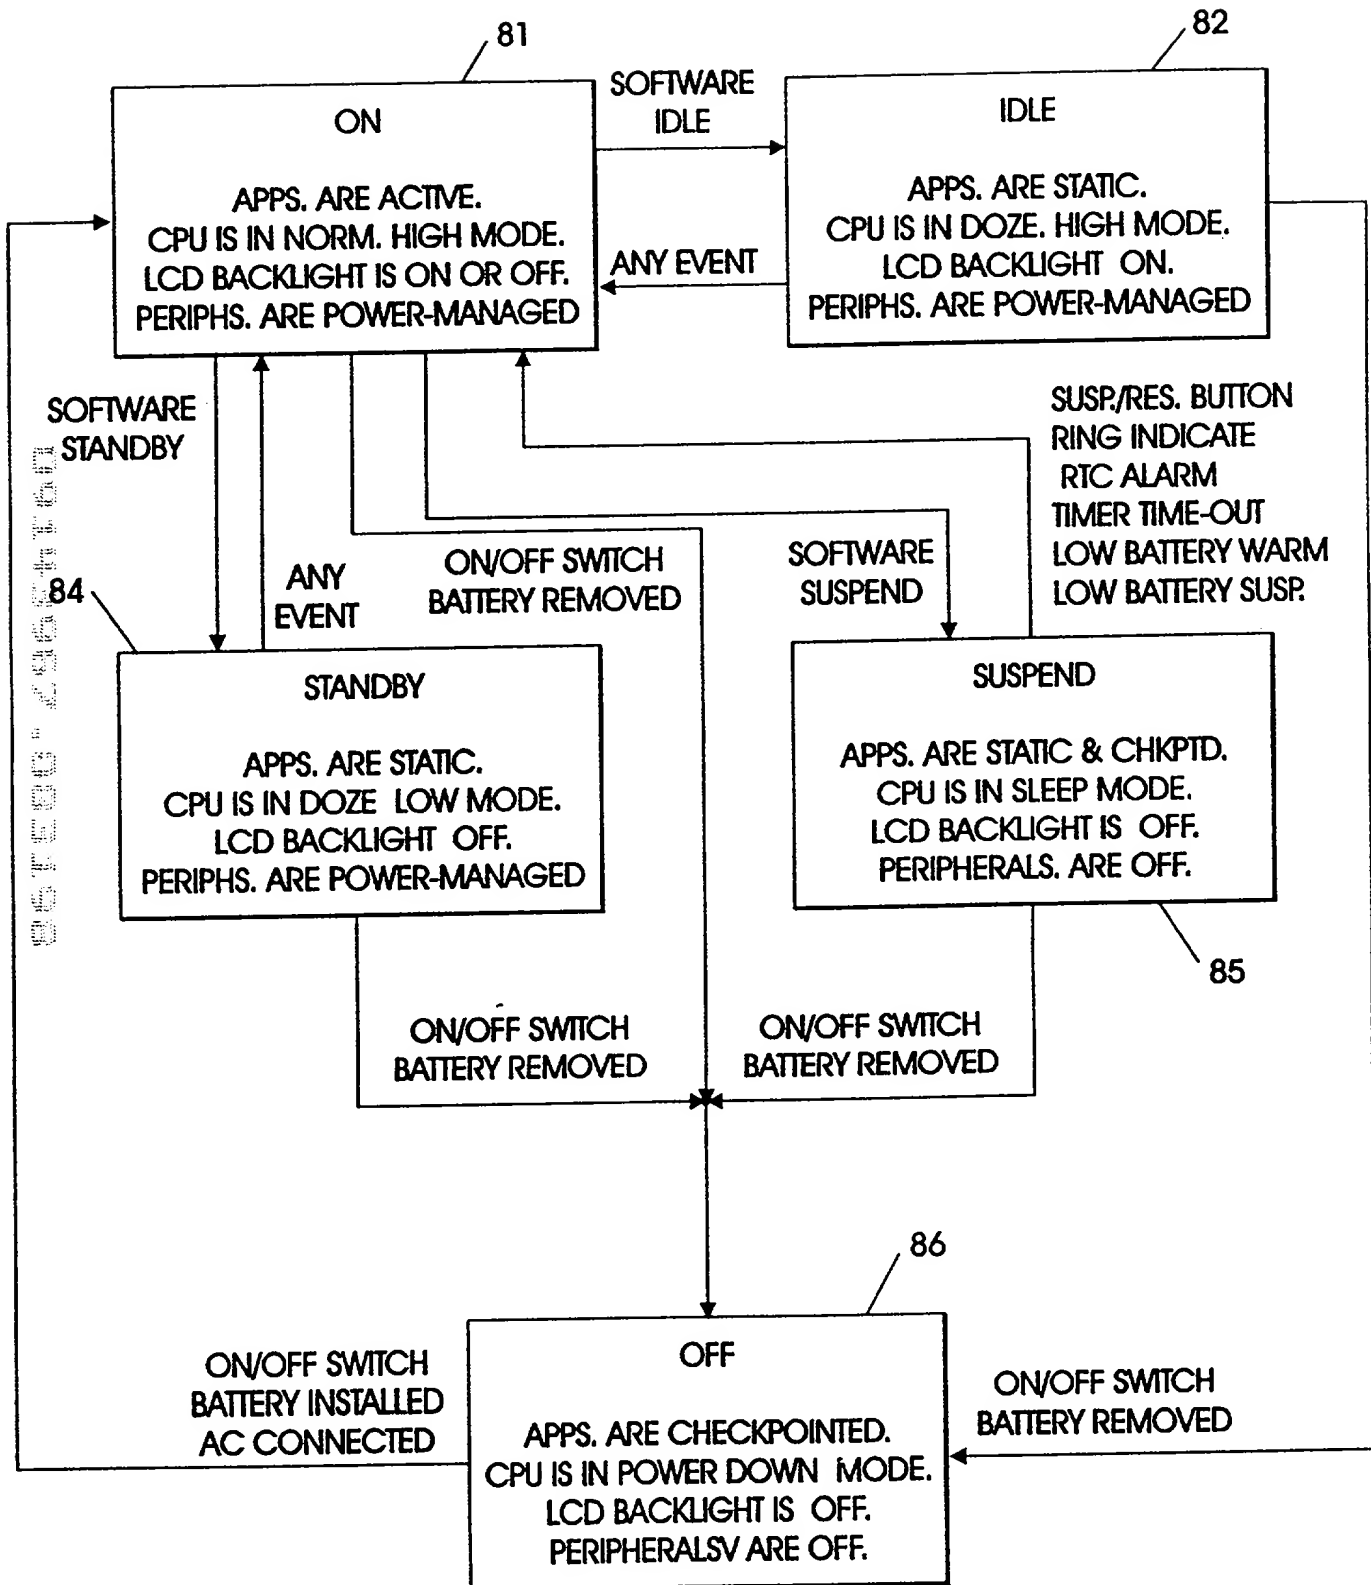 81
82
ON
APPS. ARE ACTIVE.
CPU IS IN NORM. HIGH MODE.
LCD BACKLIGHT IS ON OR OFF.
PERIPHS. ARE POWER-MANAGED
SOFTWARE
IDLE
ANY EVENT
IDLE
APPS. ARE STATIC.
CPU IS IN DOZE. HIGH MODE.
LCD BACKLIGHT ON.
PERIPHS. ARE POWER-MANAGED
SOFTWARE
STANDBY
ANY
EVENT
ON/OFF SWITCH
BATTERY REMOVED
SOFTWARE
SUSPEND
SUSP./RES. BUTTON
RING INDICATE
RTC ALARM
TIMER TIME-OUT
LOW BATTERY WARM
LOW BATTERY SUSP.
84
STANDBY
APPS. ARE STATIC.
CPU IS IN DOZE LOW MODE.
LCD BACKLIGHT OFF.
PERIPHS. ARE POWER-MANAGED
SUSPEND
APPS. ARE STATIC & CHKPTD.
CPU IS IN SLEEP MODE.
LCD BACKLIGHT IS OFF.
PERIPHERALS. ARE OFF.
85
ON/OFF SWITCH
BATTERY REMOVED
ON/OFF SWITCH
BATTERY REMOVED
86
ON/OFF SWITCH
BATTERY INSTALLED
AC CONNECTED
OFF
APPS. ARE CHECKPOINTED.
CPU IS IN POWER DOWN MODE.
LCD BACKLIGHT IS OFF.
PERIPHERALSV ARE OFF.
ON/OFF SWITCH
BATTERY REMOVED